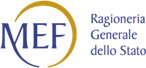 MEF
Ragioneria
Generale
dello Stato